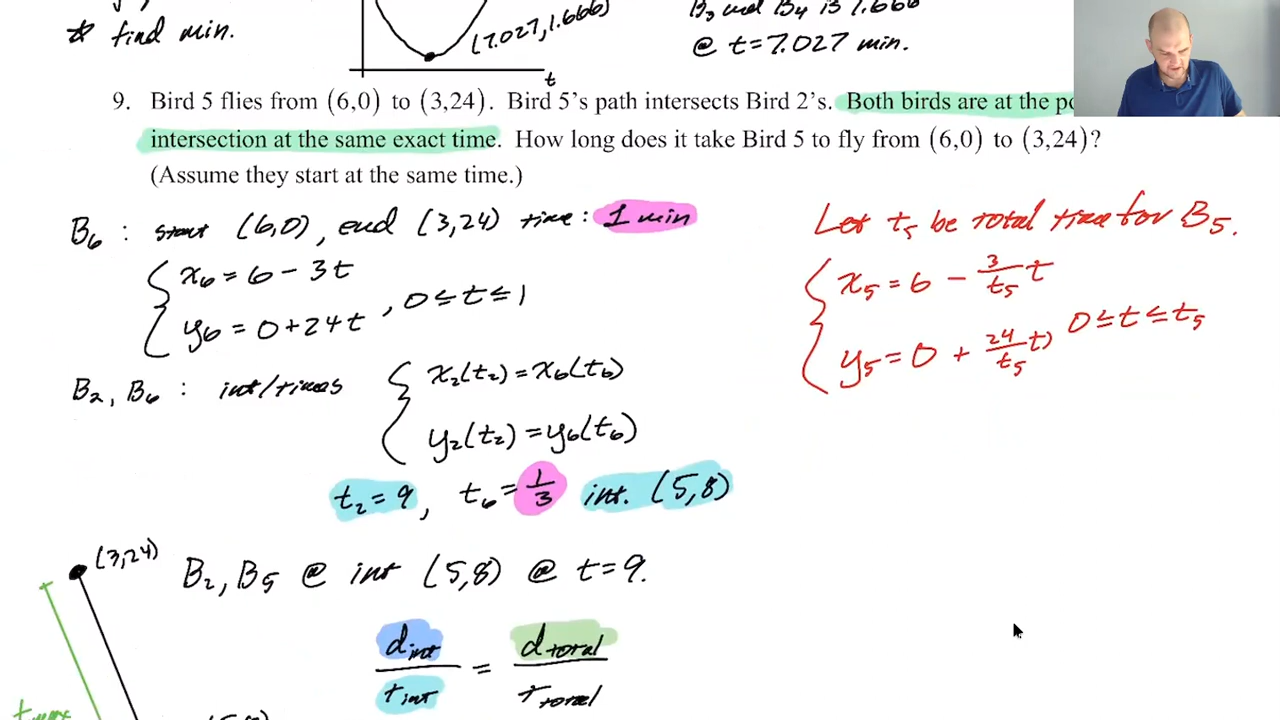 * find min.
(7.027, 1.666)
t
B3 and B4 is 1.666
@ t = 7.027 min.
9. Bird 5 flies from (6,0) to (3,24). Bird 5's path intersects Bird 2's. Both birds are at the po
intersection at the same exact time. How long does it take Bird 5 to fly from (6,0) to (3,24)?
(Assume they start at the same time.)
B6 : start (6,0), end (3,24) time: 1 min
{ x6 = 6 - 3t
y6 = 0 + 24t , 0 ≤ t ≤ 1
B2, B6 : int/times { x2(t2) = x6(t6)
y2(t2) = y6(t6)
t2 = 9 , t6 = 1/3 int. (5,8)
Let t5 be total time for B5.
{ x5 = 6 - 3/t5 t
y5 = 0 + 24/t5 t, 0 ≤ t ≤ t5
(3,24)
B2, B5 @ int (5,8) @ t = 9.
dint/tint = dtotal/Ttotal